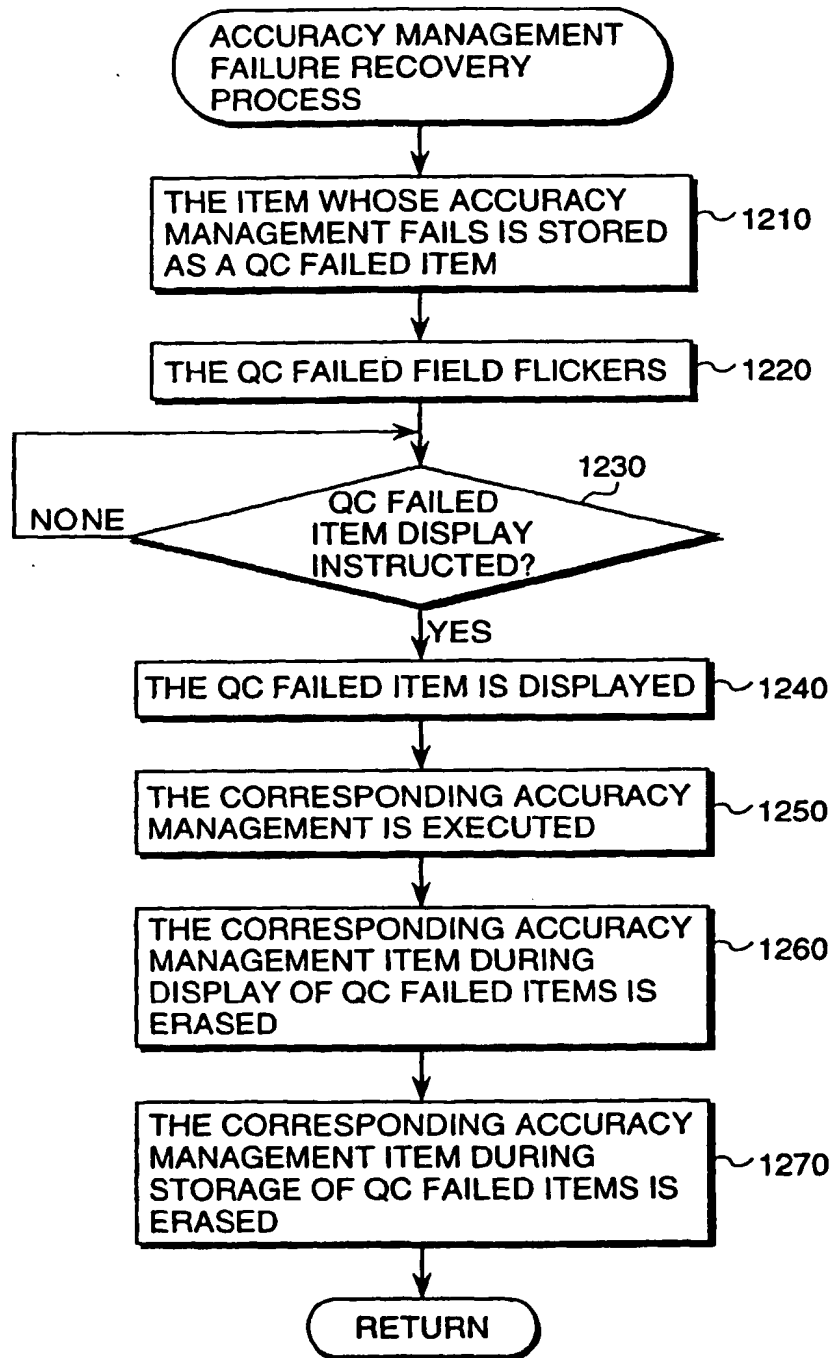 ACCURACY MANAGEMENT
FAILURE RECOVERY
PROCESS
THE ITEM WHOSE ACCURACY
MANAGEMENT FAILS IS STORED
AS A QC FAILED ITEM
1210
THE QC FAILED FIELD FLICKERS
1220
1230
NONE
QC FAILED
ITEM DISPLAY
INSTRUCTED?
YES
THE QC FAILED ITEM IS DISPLAYED
1240
THE CORRESPONDING ACCURACY
MANAGEMENT IS EXECUTED
1250
THE CORRESPONDING ACCURACY
MANAGEMENT ITEM DURING
DISPLAY OF QC FAILED ITEMS IS
ERASED
1260
THE CORRESPONDING ACCURACY
MANAGEMENT ITEM DURING
STORAGE OF QC FAILED ITEMS IS
ERASED
1270
RETURN